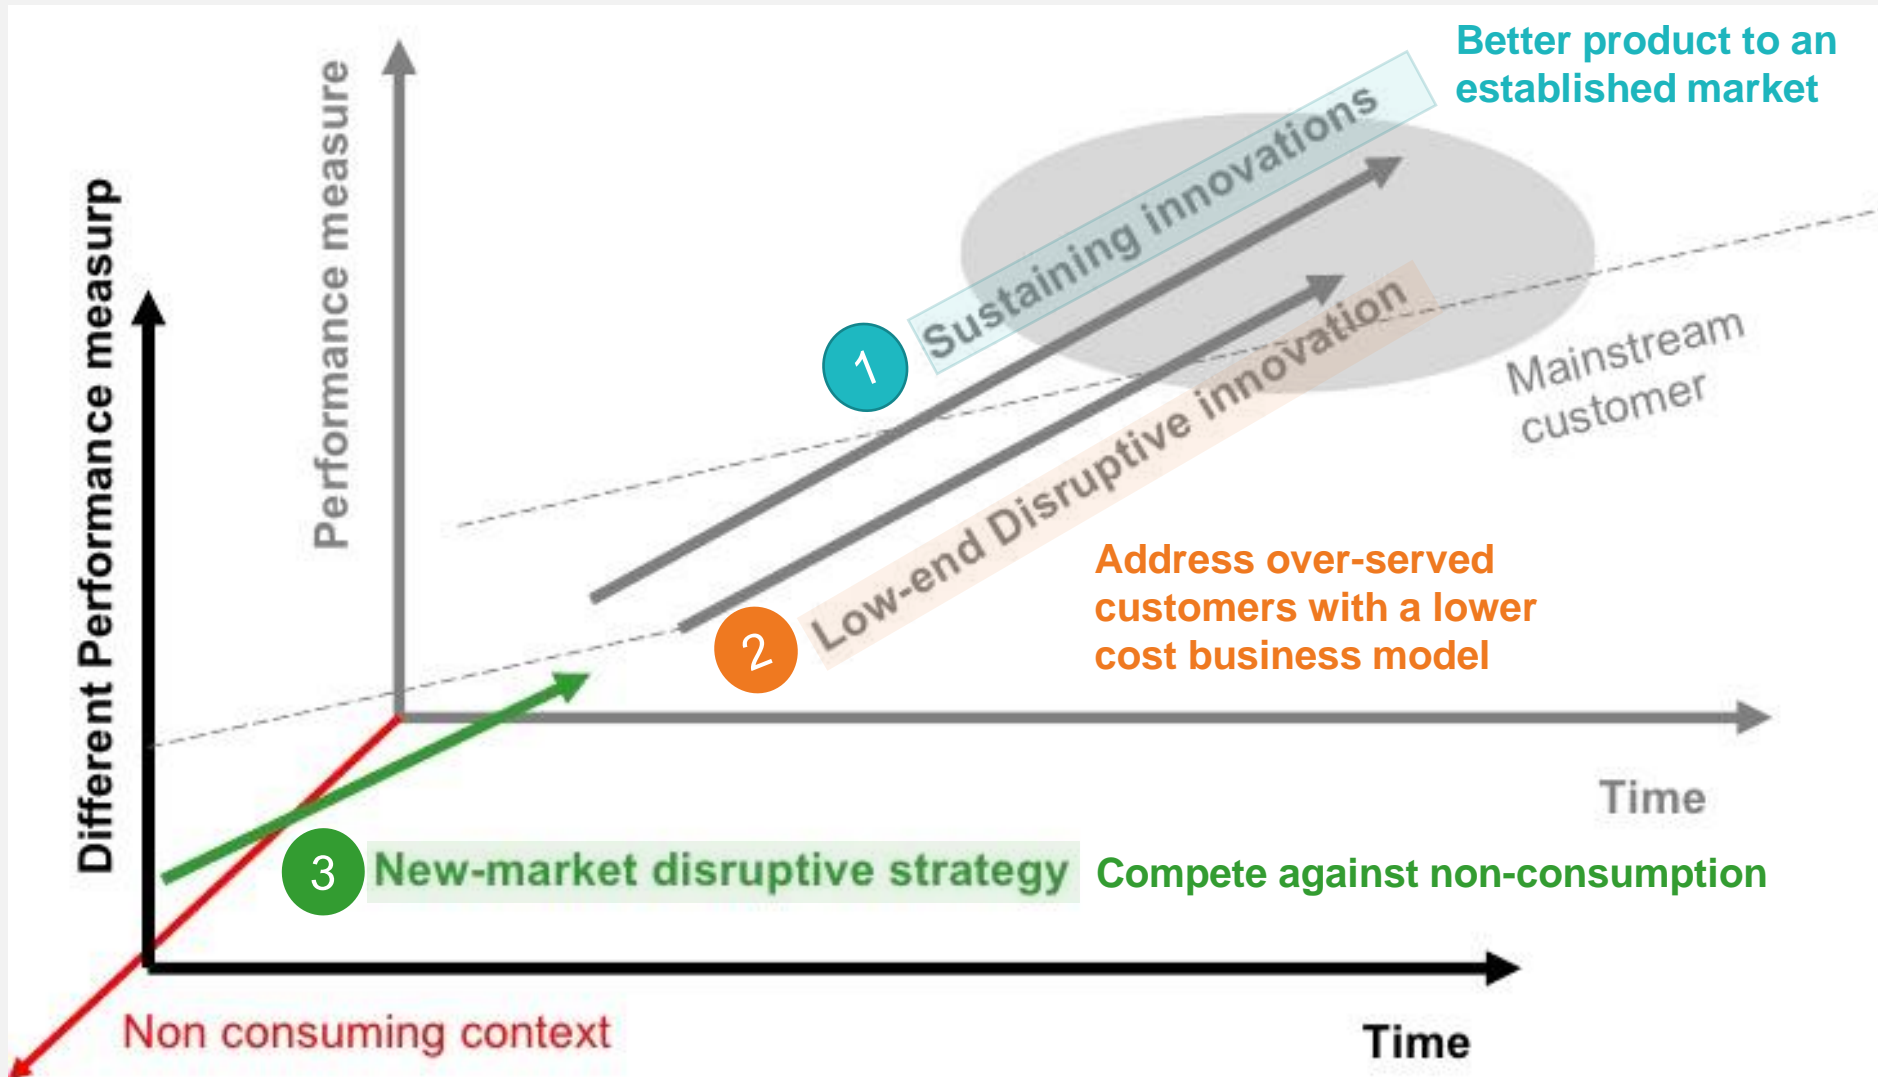 Better product to an
established market
Performance measure
Different Performance measurp
Sustaining innovations
1
Low-end Disruptive innovation
2
Mainstream
customer
Address over-served
customers with a lower
cost business model
Time
3
New-market disruptive strategy
Compete against non-consumption
Non consuming context
Time